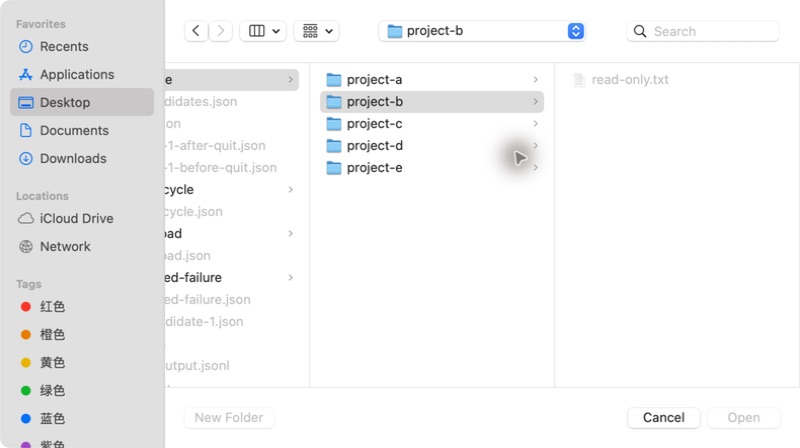 Favorites
Recents
Applications
Desktop
Documents
Downloads
Locations
iCloud Drive
Network
Tags
红色
橙色
黄色
绿色
蓝色
紫色
project-b
Search
didates.json
-1-after-quit.json
-1-before-quit.json
cycle
cycle.json
oad
oad.json
ed-failure
ed-failure.json
didate-1.json
utput.jsonl
project-a
project-b
project-c
project-d
project-e
read-only.txt
New Folder
Cancel
Open